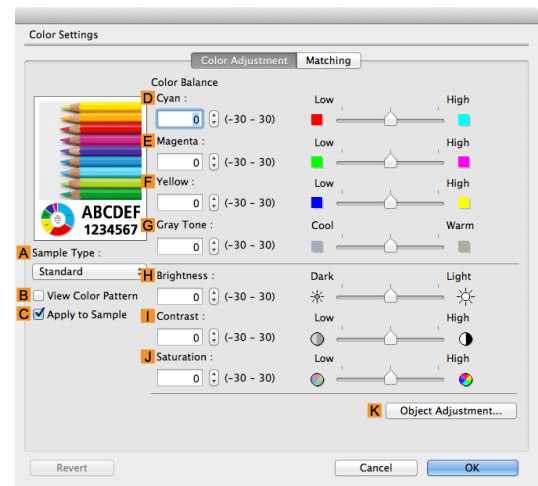 Color Settings
Color Adjustment Matching
Color Balance
D Cyan : Low High
0 (-30 – 30)
E Magenta : Low High
0 (-30 – 30)
F Yellow : Low High
0 (-30 – 30)
ABCDEF
1234567
G Gray Tone : Cool Warm
0 (-30 – 30)
A Sample Type :
Standard
H Brightness : Dark Light
B View Color Pattern 0 (-30 – 30)
C Apply to Sample I Contrast : Low High
0 (-30 – 30)
J Saturation : Low High
0 (-30 – 30)
K Object Adjustment...
Revert Cancel OK